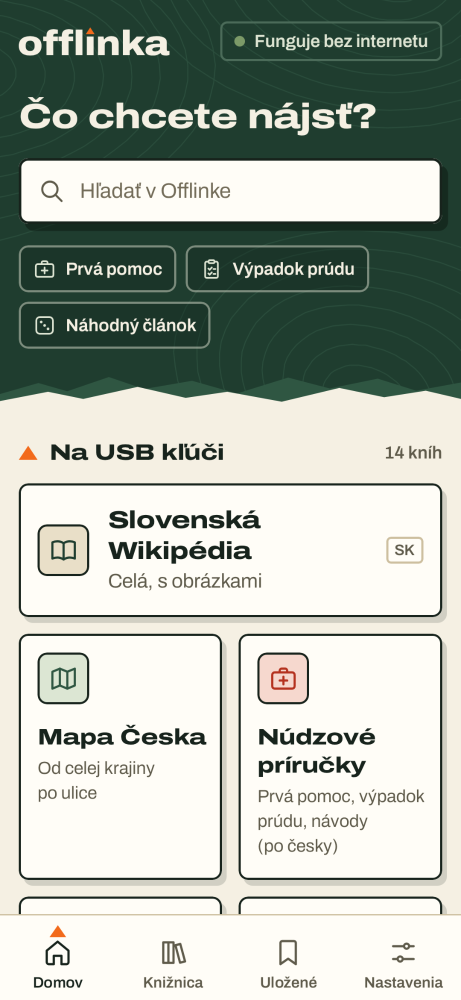 offlinka
Funguje bez internetu
Čo chcete nájsť?
Hľadať v Offlinke
Prvá pomoc
Výpadok prúdu
Náhodný článok
Na USB kľúči
14 kníh
Slovenská
Wikipédia
Celá, s obrázkami
SK
Mapa Česka
Od celej krajiny
po ulice
Núdzové
príručky
Prvá pomoc, výpadok
prúdu, návody
(po česky)
Domov
Knižnica
Uložené
Nastavenia